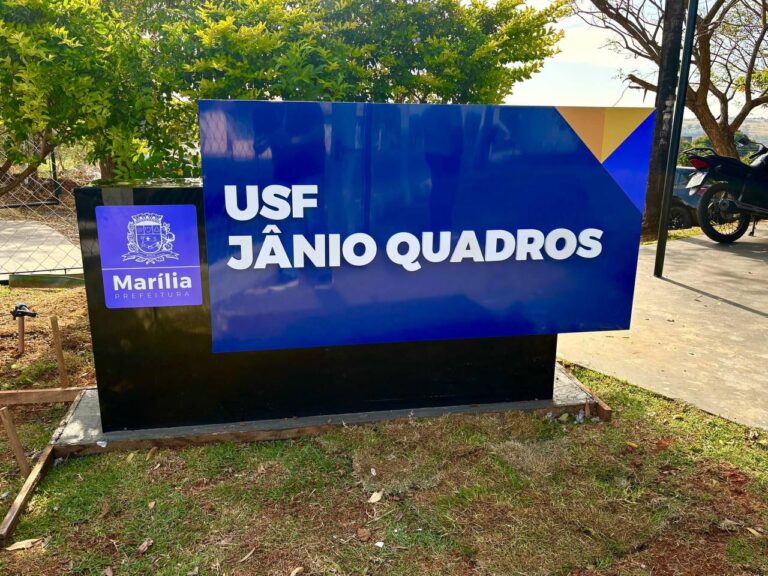 USF
JÂNIO QUADROS
Marília
PREFEITURA